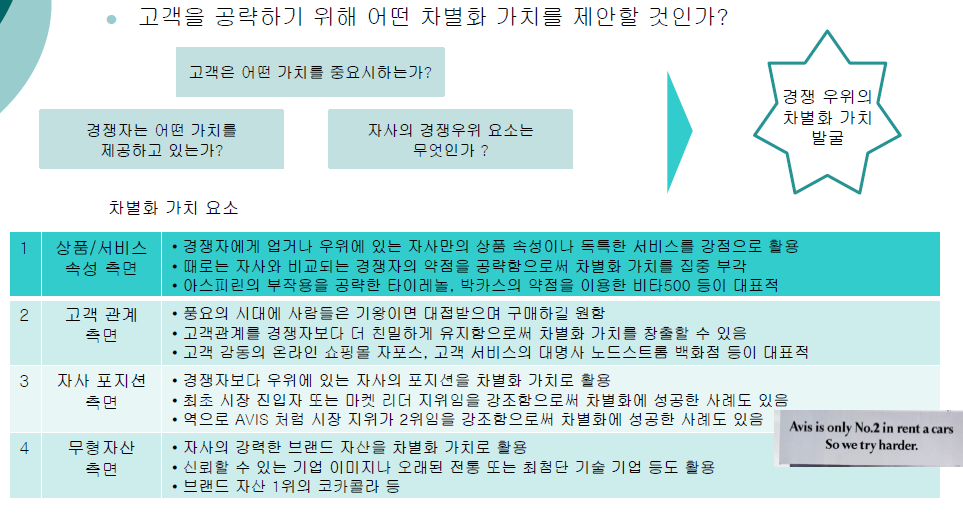 • 고객을 공략하기 위해 어떤 차별화 가치를 제안할 것인가?
고객은 어떤 가치를 중요시하는가?
경쟁자는 어떤 가치를
제공하고 있는가?
자사의 경쟁우위 요소는
무엇인가 ?
경쟁 우위의
차별화 가치
발굴
차별화 가치 요소
1
상품/서비스
속성 측면
• 경쟁자에게 업거나 우위에 있는 자사만의 상품 속성이나 독특한 서비스를 강점으로 활용
• 때로는 자사와 비교되는 경쟁자의 약점을 공략함으로써 차별화 가치를 집중 부각
• 아스피린의 부작용을 공략한 타이레놀, 박카스의 약점을 이용한 비타500 등이 대표적
2
고객 관계
측면
• 풍요의 시대에 사람들은 기왕이면 대접받으며 구매하길 원함
• 고객관계를 경쟁자보다 더 친밀하게 유지함으로써 차별화 가치를 창출할 수 있음
• 고객 감동의 온라인 쇼핑몰 자포스, 고객 서비스의 대명사 노드스트롬 백화점 등이 대표적
3
자사 포지션
측면
• 경쟁자보다 우위에 있는 자사의 포지션을 차별화 가치로 활용
• 최초 시장 진입자 또는 마켓 리더 지위임을 강조함으로써 차별화에 성공한 사례도 있음
• 역으로 AVIS 처럼 시장 지위가 2위임을 강조함으로써 차별화에 성공한 사례도 있음
Avis is only No.2 in rent a cars
So we try harder.
4
무형자산
측면
• 자사의 강력한 브랜드 자산을 차별화 가치로 활용
• 신뢰할 수 있는 기업 이미지나 오래된 전통 또는 최첨단 기술 기업 등도 활용
• 브랜드 자산 1위의 코카콜라 등